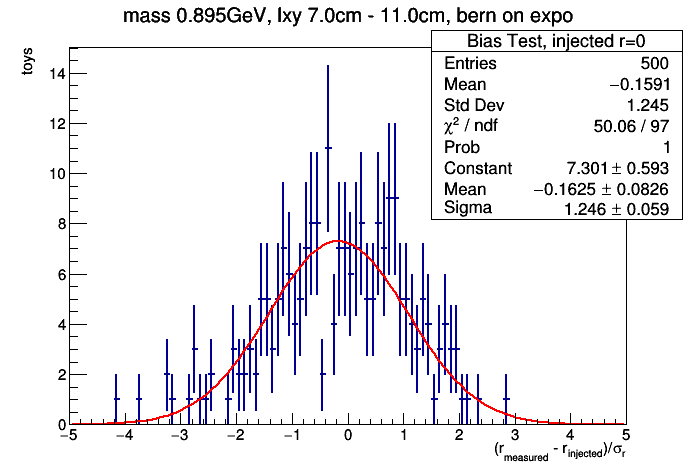 mass 0.895GeV, lxy 7.0cm - 11.0cm, bern on expo
Bias Test, injected r=0
Entries 500
Mean −0.1591
Std Dev 1.245
χ² / ndf 50.06 / 97
Prob 1
Constant 7.301 ± 0.593
Mean −0.1625 ± 0.0826
Sigma 1.246 ± 0.059
toys
14
12
10
8
6
4
2
0
−5 −4 −3 −2 −1 0 1 2 3 4 5
(r_measured - r_injected)/σ_r